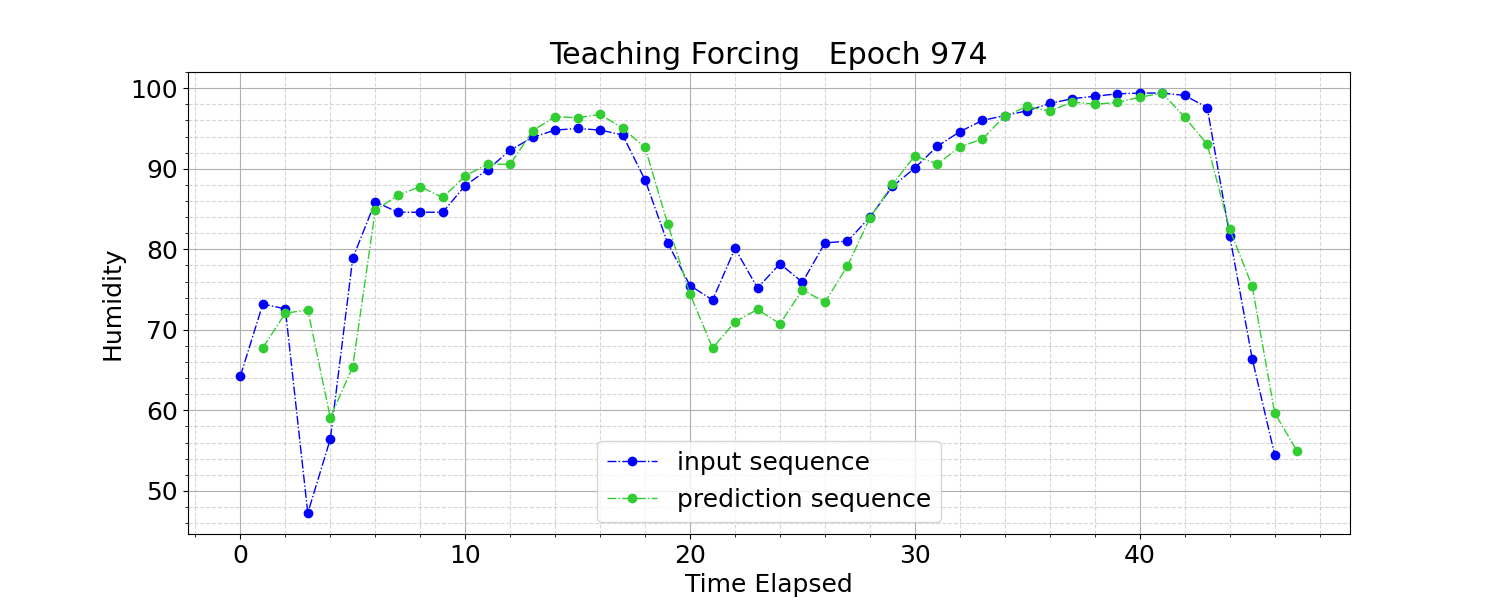 Teaching Forcing   Epoch 974
100
90
80
70
60
50
Humidity
input sequence
prediction sequence
0 10 20 30 40
Time Elapsed